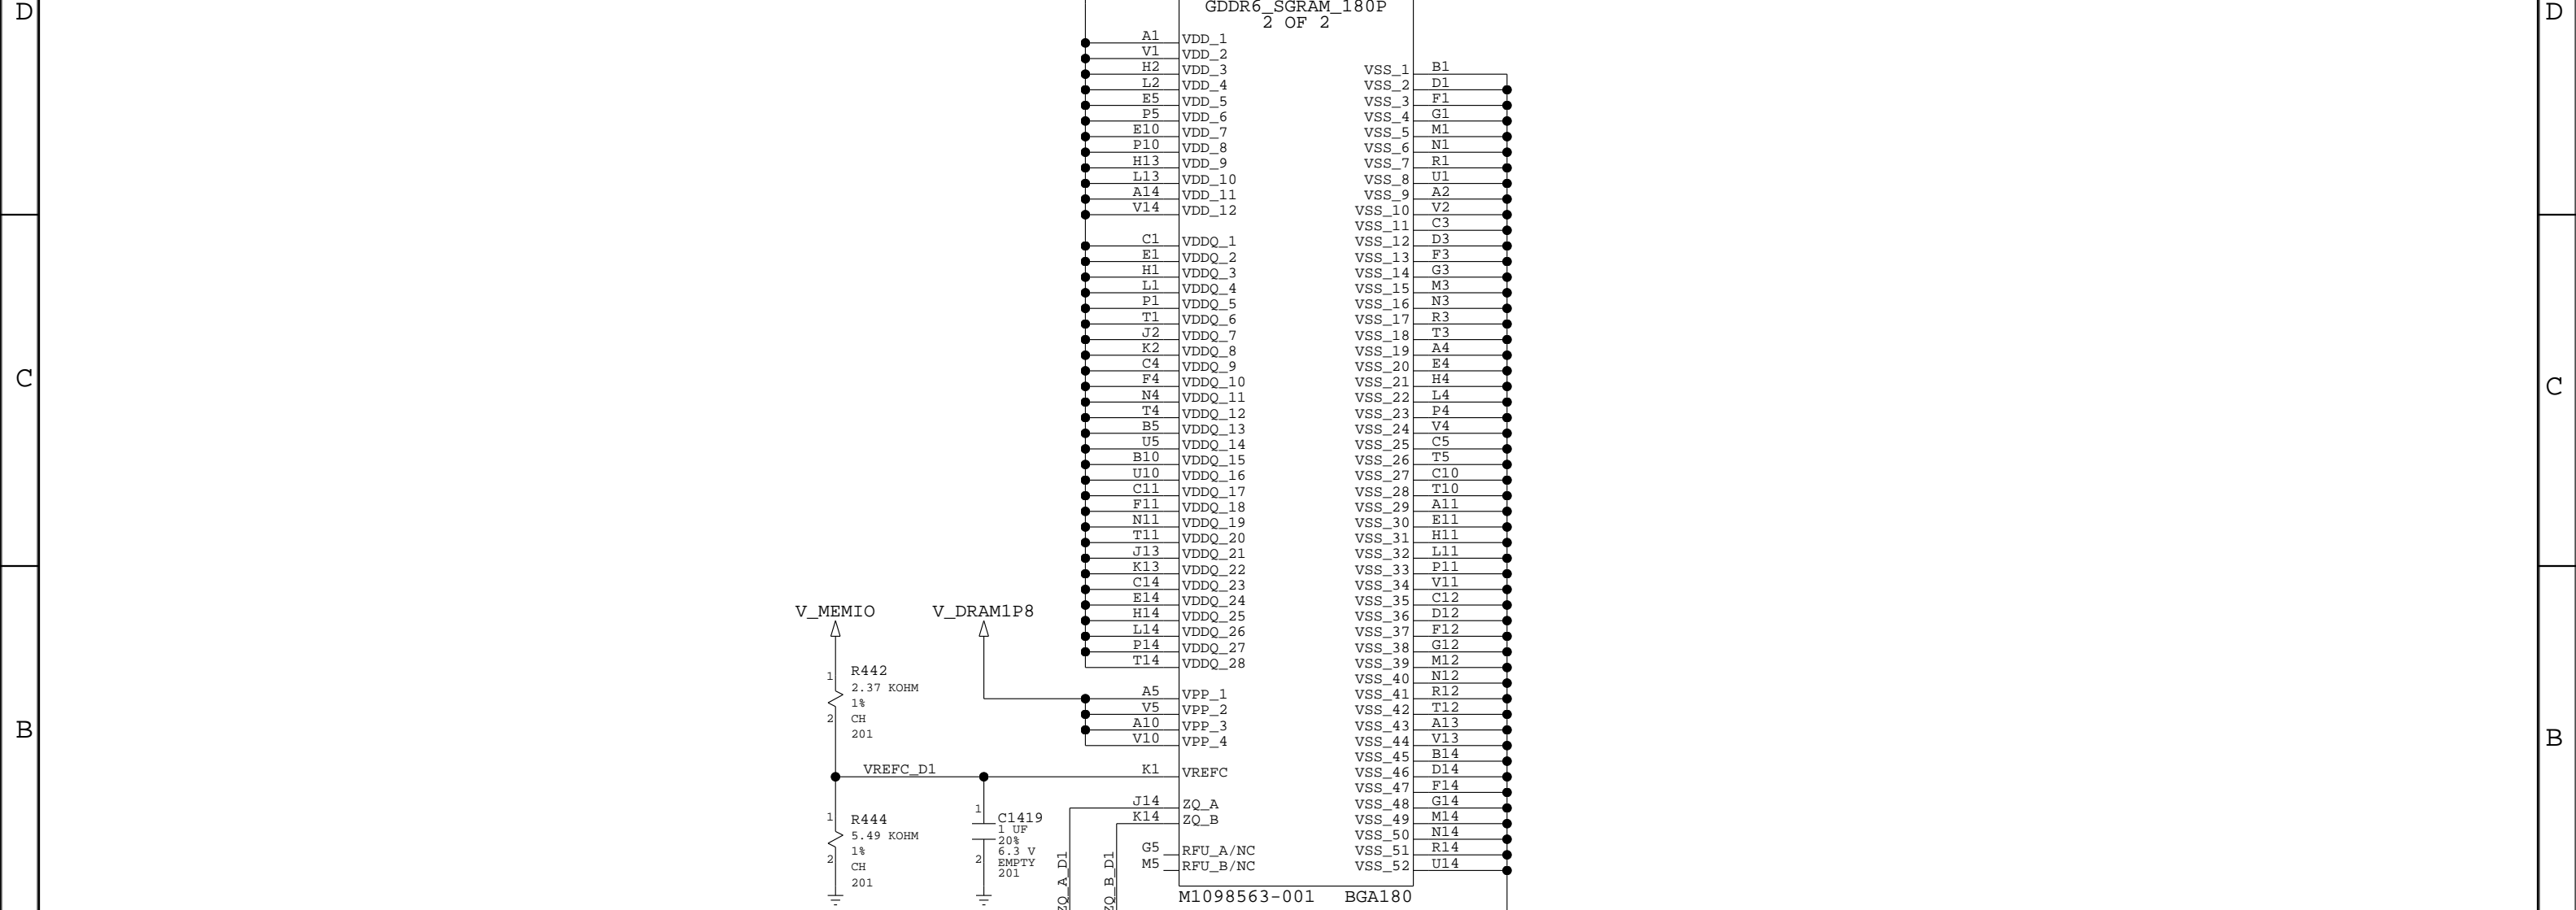 D
D
GDDR6_SGRAM_180P
2 OF 2
A1 VDD_1
V1 VDD_2
H2 VDD_3 VSS_1 B1
L2 VDD_4 VSS_2 D1
E5 VDD_5 VSS_3 F1
P5 VDD_6 VSS_4 G1
E10 VDD_7 VSS_5 M1
P10 VDD_8 VSS_6 N1
H13 VDD_9 VSS_7 R1
L13 VDD_10 VSS_8 U1
A14 VDD_11 VSS_9 A2
V14 VDD_12 VSS_10 V2
VSS_11 C3
C1 VDDQ_1 VSS_12 D3
E1 VDDQ_2 VSS_13 F3
H1 VDDQ_3 VSS_14 G3
L1 VDDQ_4 VSS_15 M3
P1 VDDQ_5 VSS_16 N3
T1 VDDQ_6 VSS_17 R3
J2 VDDQ_7 VSS_18 T3
K2 VDDQ_8 VSS_19 A4
C4 VDDQ_9 VSS_20 E4
C F4 VDDQ_10 VSS_21 H4 C
N4 VDDQ_11 VSS_22 L4
T4 VDDQ_12 VSS_23 P4
B5 VDDQ_13 VSS_24 V4
U5 VDDQ_14 VSS_25 C5
B10 VDDQ_15 VSS_26 T5
U10 VDDQ_16 VSS_27 C10
C11 VDDQ_17 VSS_28 T10
F11 VDDQ_18 VSS_29 A11
N11 VDDQ_19 VSS_30 E11
T11 VDDQ_20 VSS_31 H11
J13 VDDQ_21 VSS_32 L11
K13 VDDQ_22 VSS_33 P11
C14 VDDQ_23 VSS_34 V11
E14 VDDQ_24 VSS_35 C12
V_MEMIO V_DRAM1P8 H14 VDDQ_25 VSS_36 D12
L14 VDDQ_26 VSS_37 F12
P14 VDDQ_27 VSS_38 G12
T14 VDDQ_28 VSS_39 M12
VSS_40 N12
A5 VPP_1 VSS_41 R12
V5 VPP_2 VSS_42 T12
A10 VPP_3 VSS_43 A13
V10 VPP_4 VSS_44 V13
VSS_45 B14
K1 VREFC VSS_46 D14
VSS_47 F14
J14 ZQ_A VSS_48 G14
K14 ZQ_B VSS_49 M14
VSS_50 N14
G5 RFU_A/NC VSS_51 R14
M5 RFU_B/NC VSS_52 U14
M1098563-001 BGA180
1
R442
2.37 KOHM
1%
2 CH
201
B
B
VREFC_D1
1
R444
5.49 KOHM
1%
2
CH
201
1
C1419
1 UF
20%
6.3 V
2
EMPTY
201
ZQ_A_D1
ZQ_B_D1